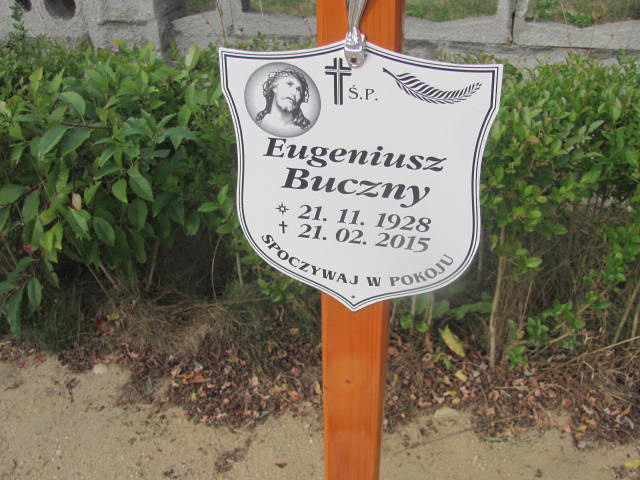 Ś.P.
Eugeniusz
Buczny
21. 11. 1928
21. 02. 2015
SPOCZYWAJ W POKOJU